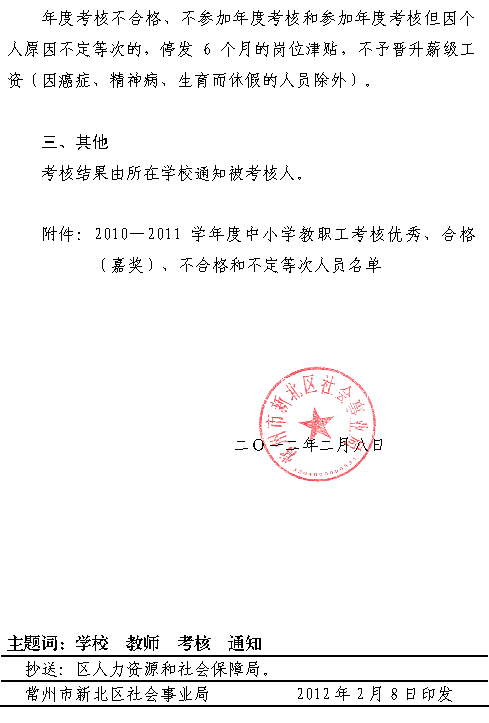 年度考核不合格、不参加年度考核和参加年度考核但因个
人原因不定等次的，停发 6 个月的岗位津贴，不予晋升薪级工
资（因癌症、精神病、生育而休假的人员除外）。
三、其他
考核结果由所在学校通知被考核人。
附件：2010—2011 学年度中小学教职工考核优秀、合格
（嘉奖）、不合格和不定等次人员名单
常州市新北区社会事业局
二〇一二年二月八日
主题词：学校 教师 考核 通知
抄送：区人力资源和社会保障局。
常州市新北区社会事业局 2012年2月8日印发